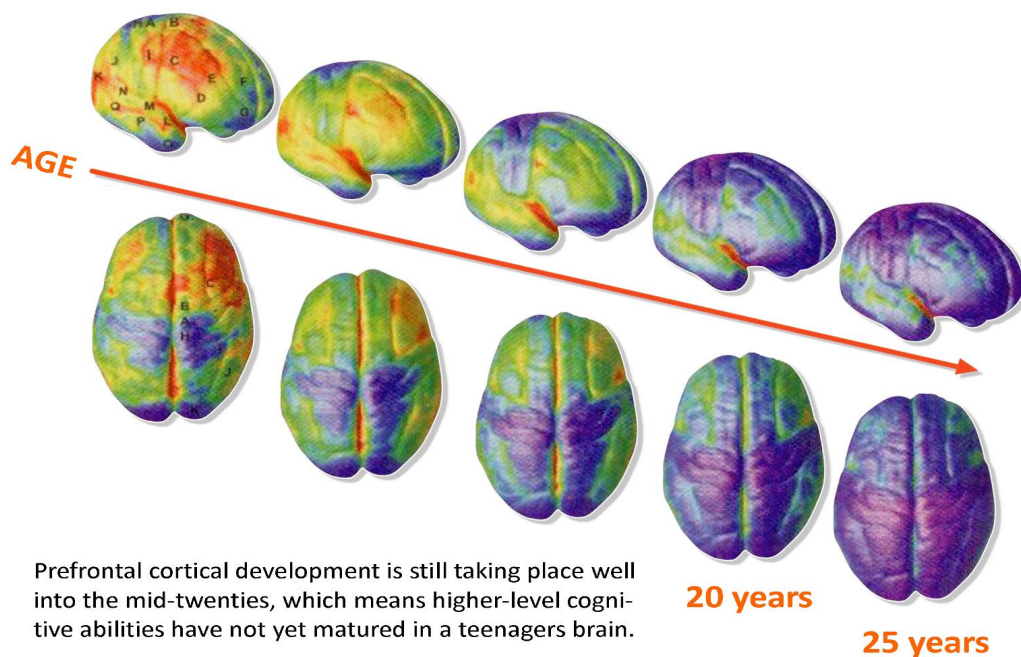 H A B
J I C
K E F
N D
Q M G
P L
O
AGE
G
C
B
A
H
J
K
Prefrontal cortical development is still taking place well
into the mid-twenties, which means higher-level cogni-
tive abilities have not yet matured in a teenagers brain.
20 years
25 years